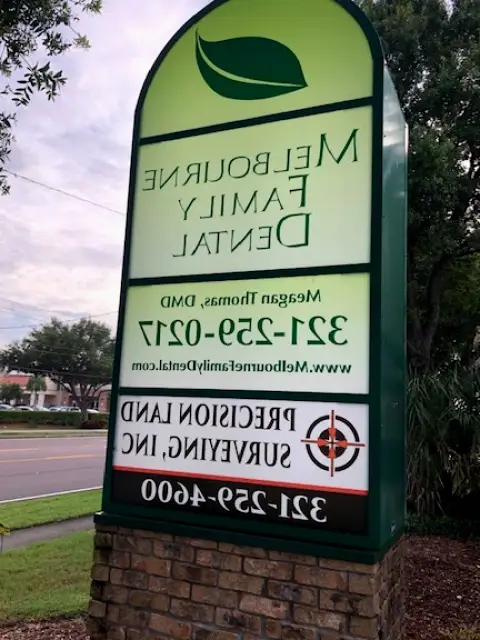 MELBOURNE
FAMILY
DENTAL
Meagan Thomas, DMD
321-259-0217
www.MelbourneFamilyDental.com
PRECISION LAND
SURVEYING, INC
321-259-4600